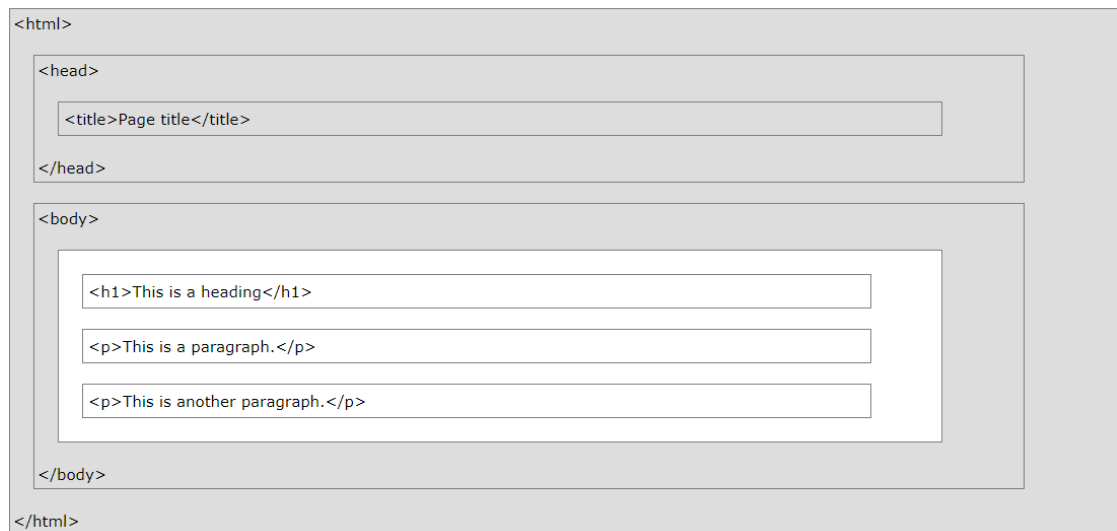 <html>
<head>
<title>Page title</title>
</head>
<body>
<h1>This is a heading</h1>
<p>This is a paragraph.</p>
<p>This is another paragraph.</p>
</body>
</html>